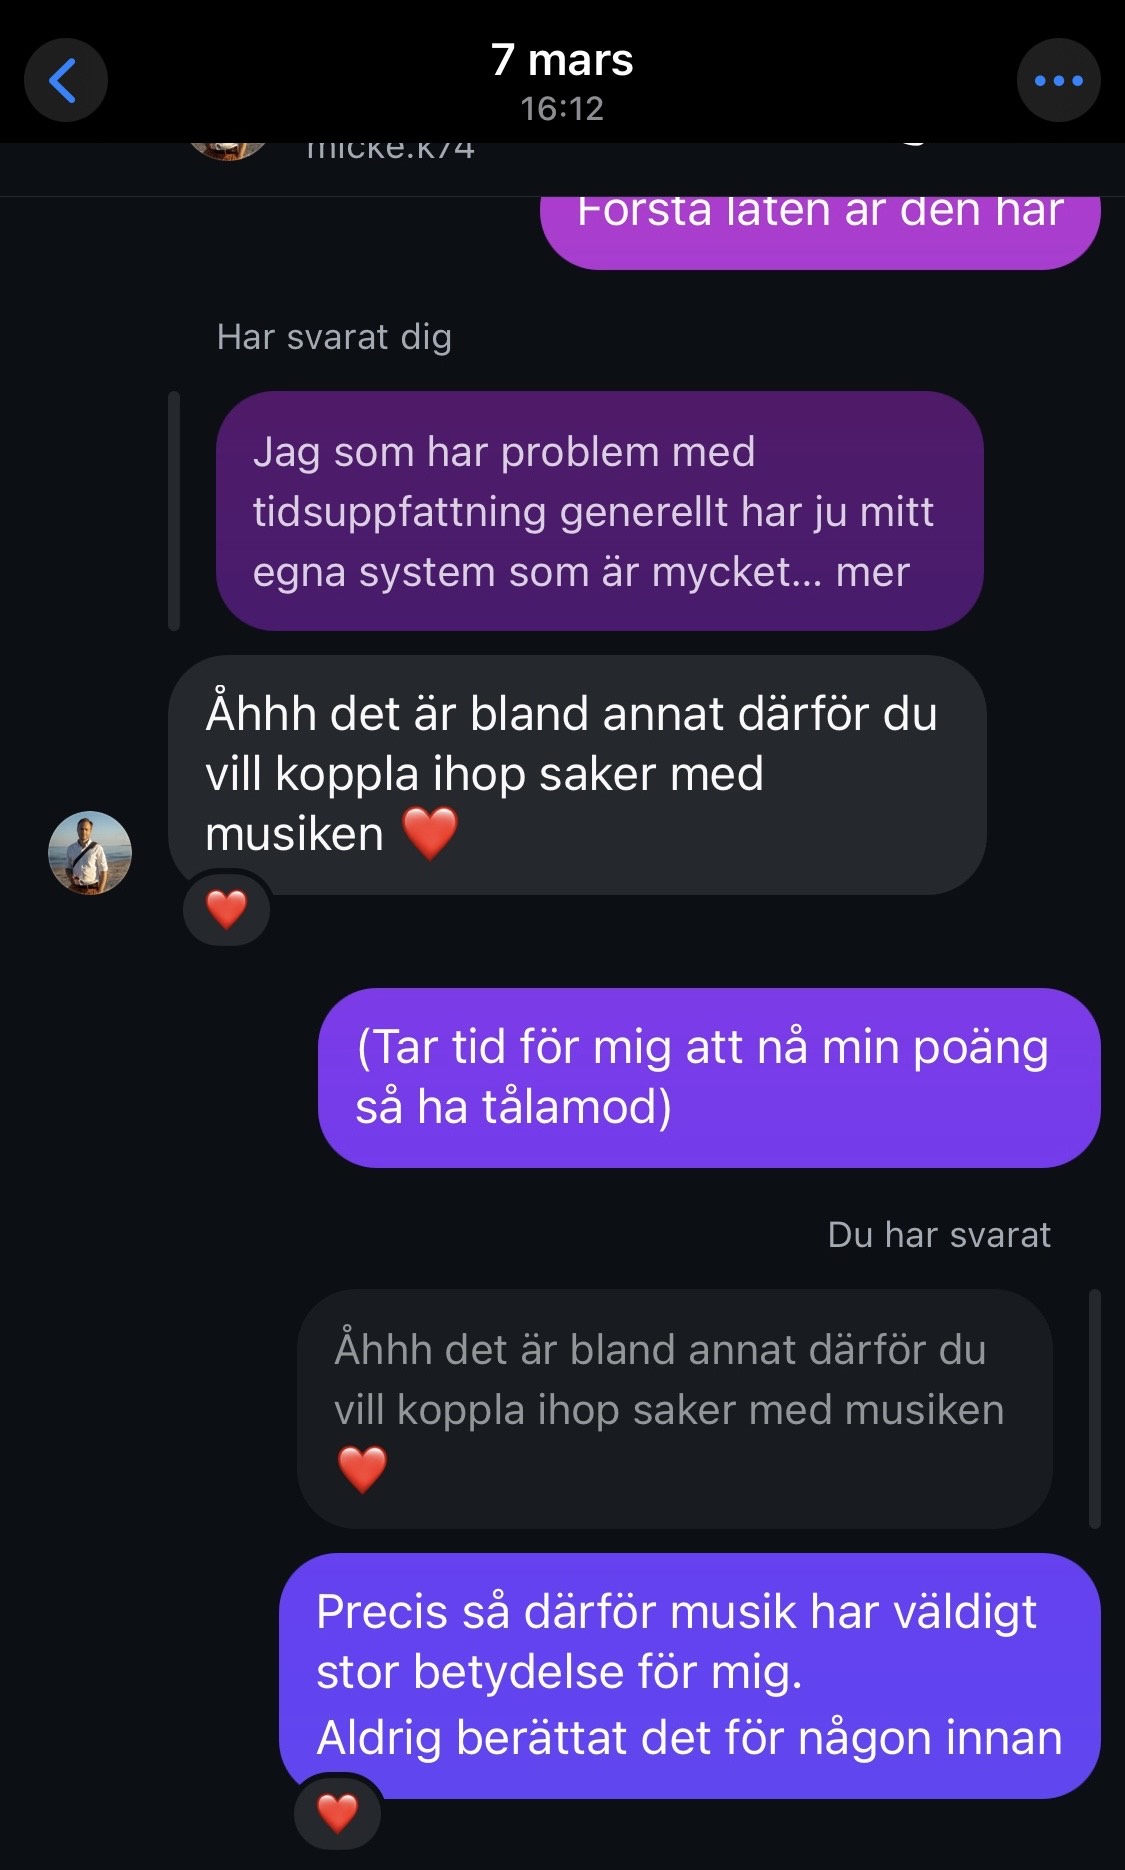 7 mars
16:12
micke.k74
Första låten är den här
Har svarat dig
Jag som har problem med
tidsuppfattning generellt har ju mitt
egna system som är mycket... mer
Åhhh det är bland annat därför du
vill koppla ihop saker med
musiken ❤️
❤️
(Tar tid för mig att nå min poäng
så ha tålamod)
Du har svarat
Åhhh det är bland annat därför du
vill koppla ihop saker med musiken
❤️
Precis så därför musik har väldigt
stor betydelse för mig.
Aldrig berättat det för någon innan
❤️